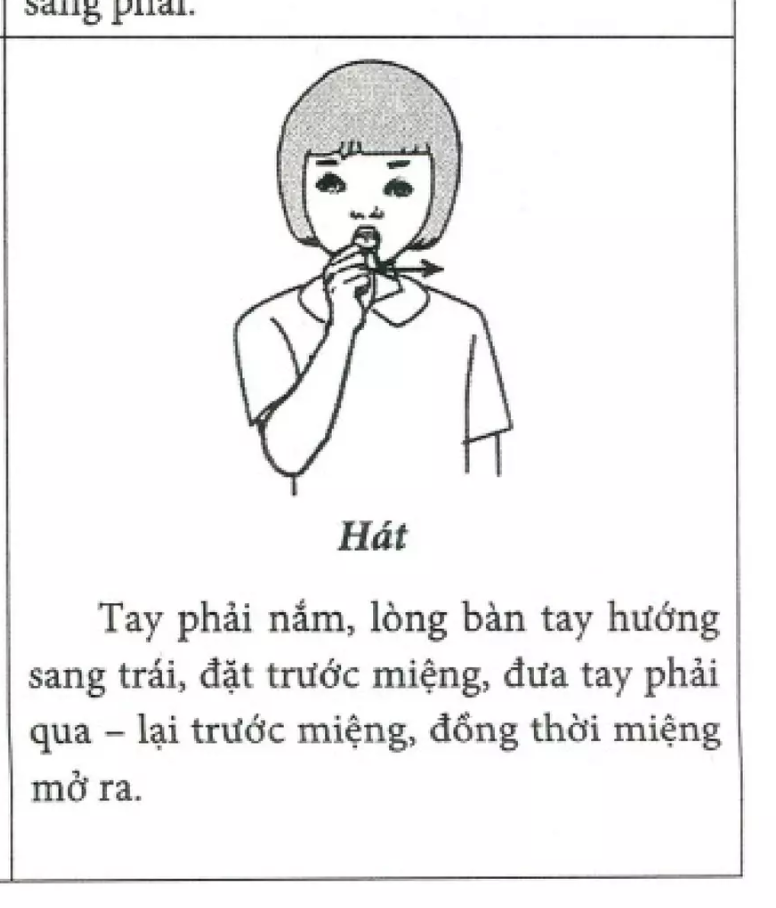 sang phải.
Hát
Tay phải nắm, lòng bàn tay hướng
sang trái, đặt trước miệng, đưa tay phải
qua – lại trước miệng, đồng thời miệng
mở ra.